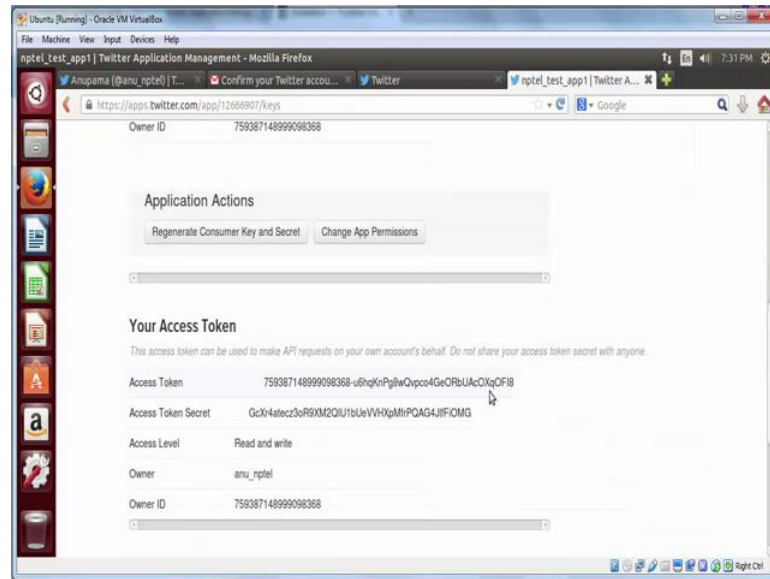 Ubuntu [Running] - Oracle VM VirtualBox
File Machine View Input Devices Help
nptel_test_app1 | Twitter Application Management - Mozilla Firefox En 7:31 PM
Anupama (@anu_nptel) | T... Confirm your Twitter accou... Twitter nptel_test_app1 | Twitter A...
https://apps.twitter.com/app/12666907/keys Google
Owner ID 759387148999098368
Application Actions
Regenerate Consumer Key and Secret Change App Permissions
Your Access Token
This access token can be used to make API requests on your own account's behalf. Do not share your access token secret with anyone.
Access Token
Access Token Secret
Access Level Read and write
Owner anu_nptel
Owner ID 759387148999098368
Right Ctrl